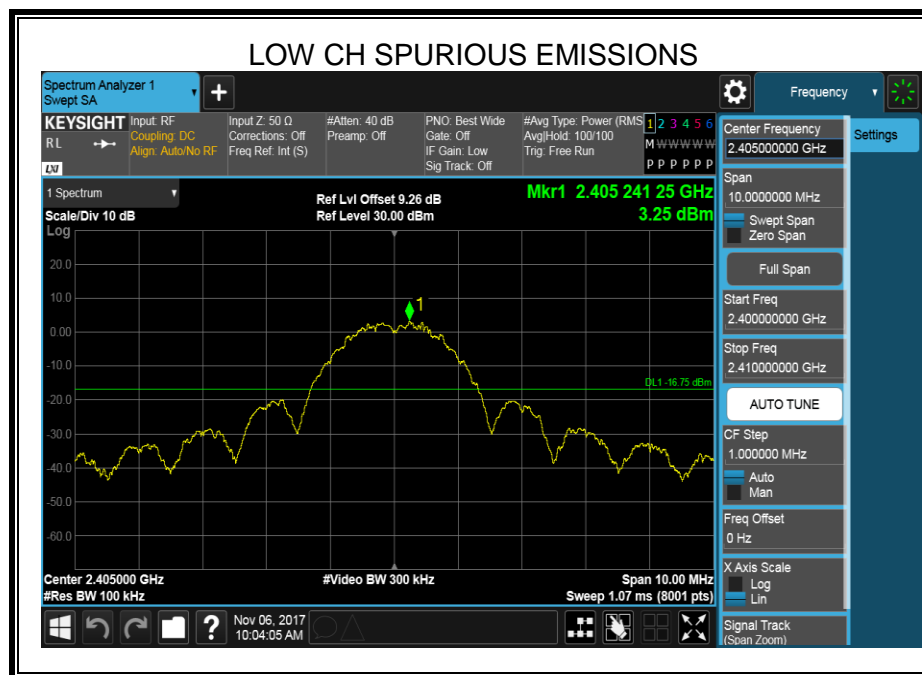 LOW CH SPURIOUS EMISSIONS
Spectrum Analyzer 1
Swept SA
Frequency
KEYSIGHT
RL
LXI
Input: RF
Coupling: DC
Align: Auto/No RF
Input Z: 50 Ω
Corrections: Off
Freq Ref: Int (S)
#Atten: 40 dB
Preamp: Off
PNO: Best Wide
Gate: Off
IF Gain: Low
Sig Track: Off
#Avg Type: Power (RMS
Avg|Hold: 100/100
Trig: Free Run
1 2 3 4 5 6
M W W W W W
P P P P P P
Center Frequency
2.405000000 GHz
Settings
1 Spectrum
Scale/Div 10 dB
Log
Ref Lvl Offset 9.26 dB
Ref Level 30.00 dBm
Mkr1 2.405 241 25 GHz
3.25 dBm
Span
10.0000000 MHz
Swept Span
Zero Span
Full Span
Start Freq
2.400000000 GHz
Stop Freq
2.410000000 GHz
AUTO TUNE
CF Step
1.000000 MHz
Auto
Man
Freq Offset
0 Hz
X Axis Scale
Log
Lin
Signal Track
(Span Zoom)
20.0
10.0
1
0.00
-10.0
DL1 -16.75 dBm
-20.0
-30.0
-40.0
-50.0
-60.0
Center 2.405000 GHz
#Video BW 300 kHz
Span 10.00 MHz
#Res BW 100 kHz
Sweep 1.07 ms (8001 pts)
?
Nov 06, 2017
10:04:05 AM